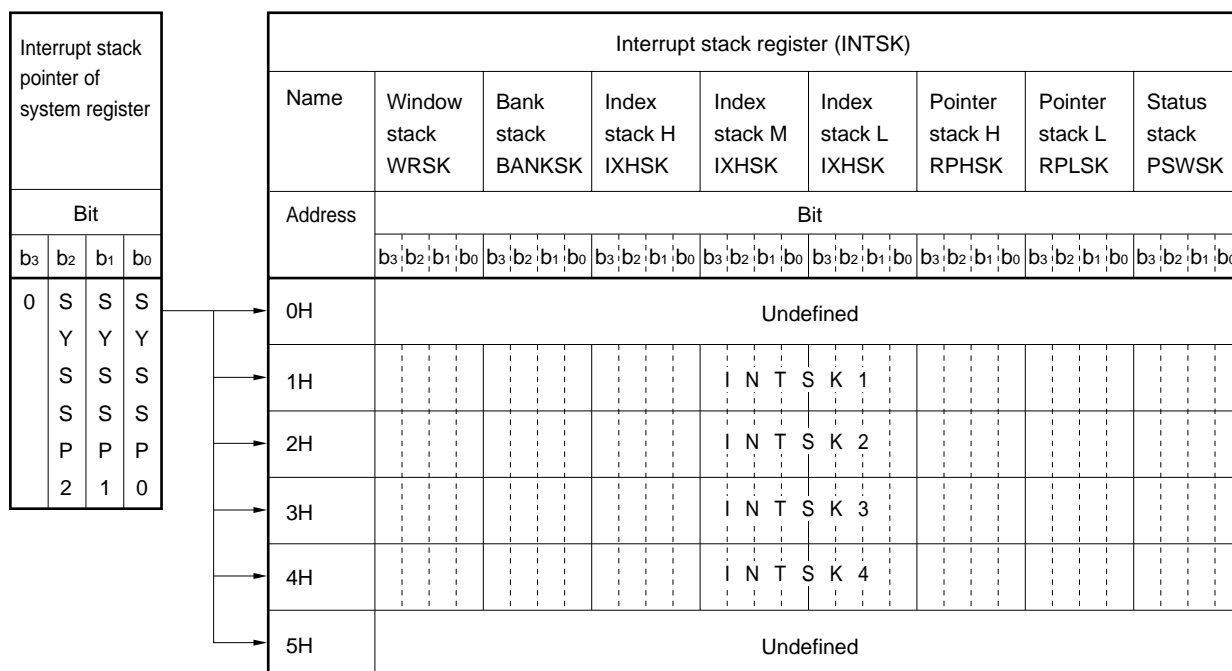 Interrupt stack
pointer of
system register
Bit
b3 b2 b1 b0
0 S S S
Y Y Y
S S S
S S S
P P P
2 1 0
Interrupt stack register (INTSK)
Name Window Bank Index Index Index Pointer Pointer Status
stack stack stack H stack M stack L stack H stack L stack
WRSK BANKSK IXHSK IXHSK IXHSK RPHSK RPLSK PSWSK
Address Bit
b3 b2 b1 b0 b3 b2 b1 b0 b3 b2 b1 b0 b3 b2 b1 b0 b3 b2 b1 b0 b3 b2 b1 b0 b3 b2 b1 b0 b3 b2 b1 b0
0H Undefined
1H I N T S K 1
2H I N T S K 2
3H I N T S K 3
4H I N T S K 4
5H Undefined